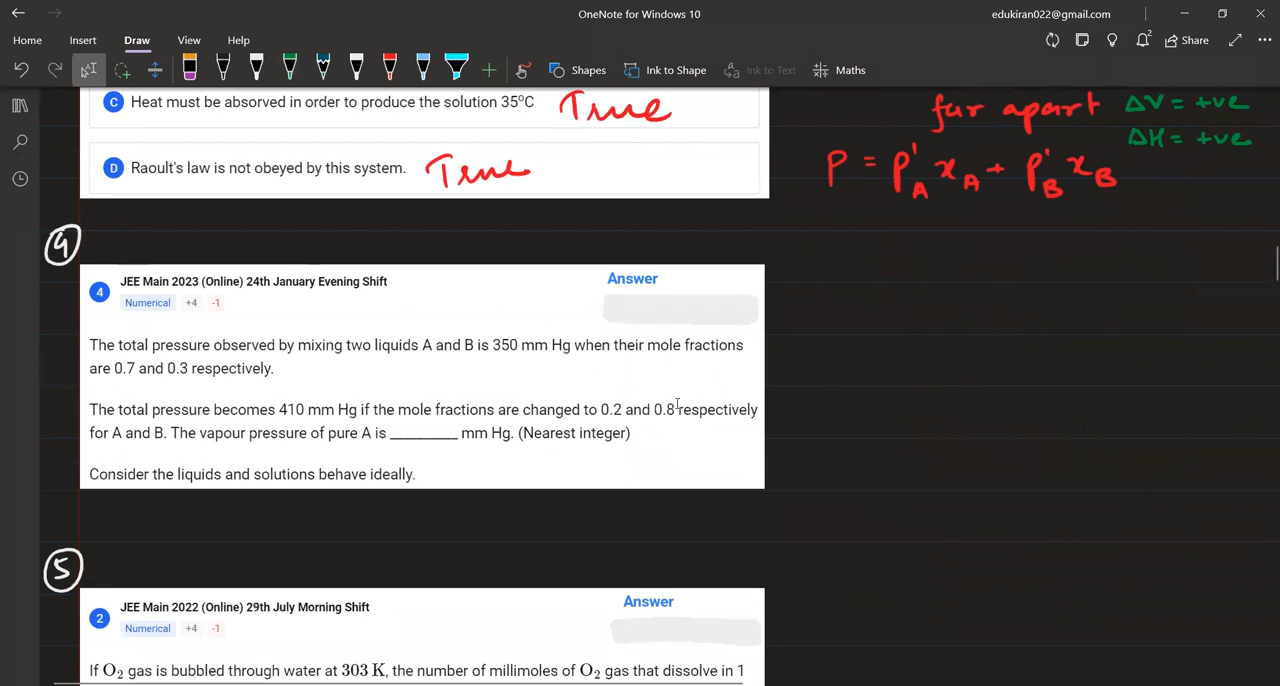 OneNote for Windows 10
edukiran022@gmail.com
Home Insert Draw View Help
Share
Shapes Ink to Shape Ink to Text Maths
C Heat must be absorved in order to produce the solution 35°C True
D Raoult's law is not obeyed by this system. True
far apart ΔV = +ve
ΔH = +ve
P = P'A xA + P'B xB
4
Answer
4 JEE Main 2023 (Online) 24th January Evening Shift
Numerical +4 -1
The total pressure observed by mixing two liquids A and B is 350 mm Hg when their mole fractions
are 0.7 and 0.3 respectively.
The total pressure becomes 410 mm Hg if the mole fractions are changed to 0.2 and 0.8 respectively
for A and B. The vapour pressure of pure A is __________ mm Hg. (Nearest integer)
Consider the liquids and solutions behave ideally.
5
Answer
2 JEE Main 2022 (Online) 29th July Morning Shift
Numerical +4 -1
If O₂ gas is bubbled through water at 303 K, the number of millimoles of O₂ gas that dissolve in 1